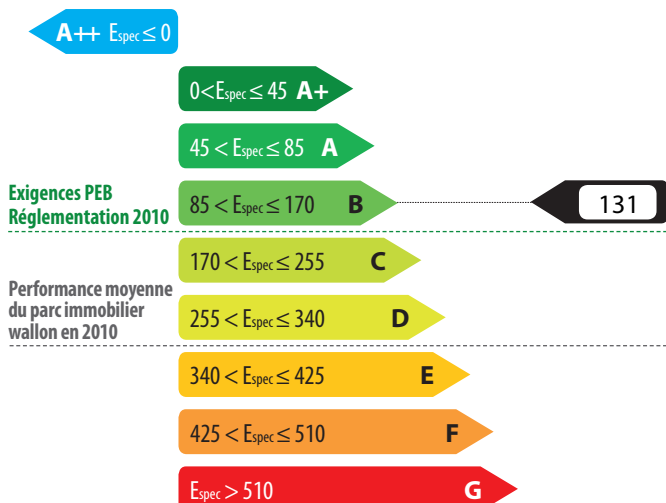 A++ Espec ≤ 0
0<Espec ≤ 45 A+
45 < Espec ≤ 85 A
Exigences PEB
Réglementation 2010
85 < Espec ≤ 170 B
131
170 < Espec ≤ 255 C
Performance moyenne
du parc immobilier
wallon en 2010
255 < Espec ≤ 340 D
340 < Espec ≤ 425 E
425 < Espec ≤ 510 F
Espec > 510 G